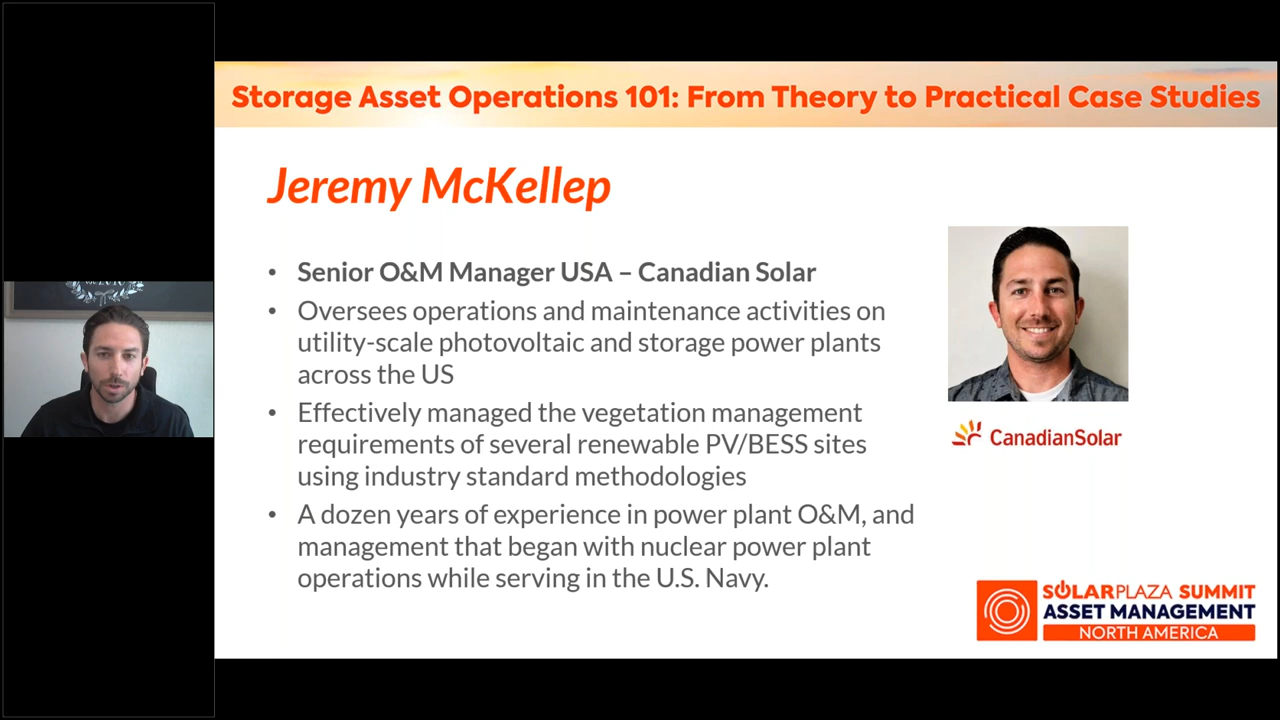 Storage Asset Operations 101: From Theory to Practical Case Studies
Jeremy McKellep
• Senior O&M Manager USA – Canadian Solar
• Oversees operations and maintenance activities on
utility-scale photovoltaic and storage power plants
across the US
• Effectively managed the vegetation management
requirements of several renewable PV/BESS sites
using industry standard methodologies
• A dozen years of experience in power plant O&M, and
management that began with nuclear power plant
operations while serving in the U.S. Navy.
CanadianSolar
SOLARPLAZA SUMMIT
ASSET MANAGEMENT
NORTH AMERICA